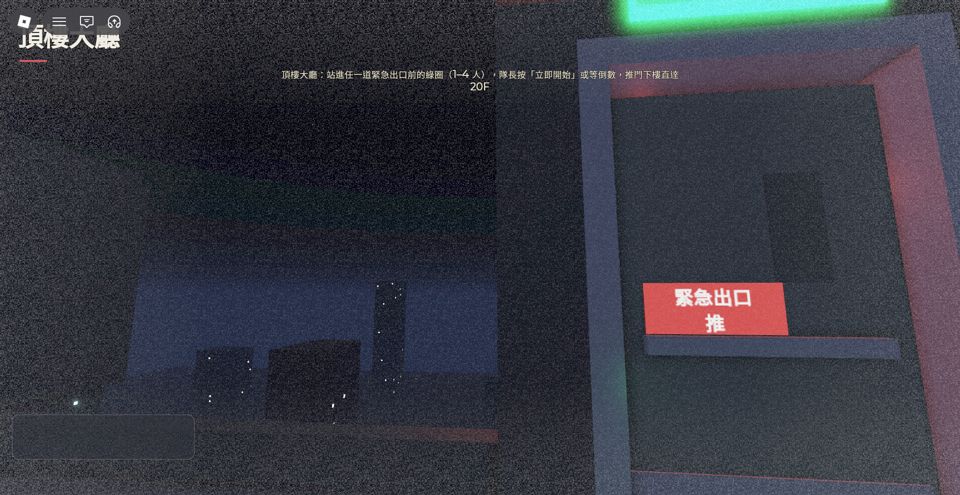 頂樓大廳
頂樓大廳：站進任一道緊急出口前的綠圈（1–4 人），隊長按「立即開始」或等倒數，推門下樓直達
20F
緊急出口
推